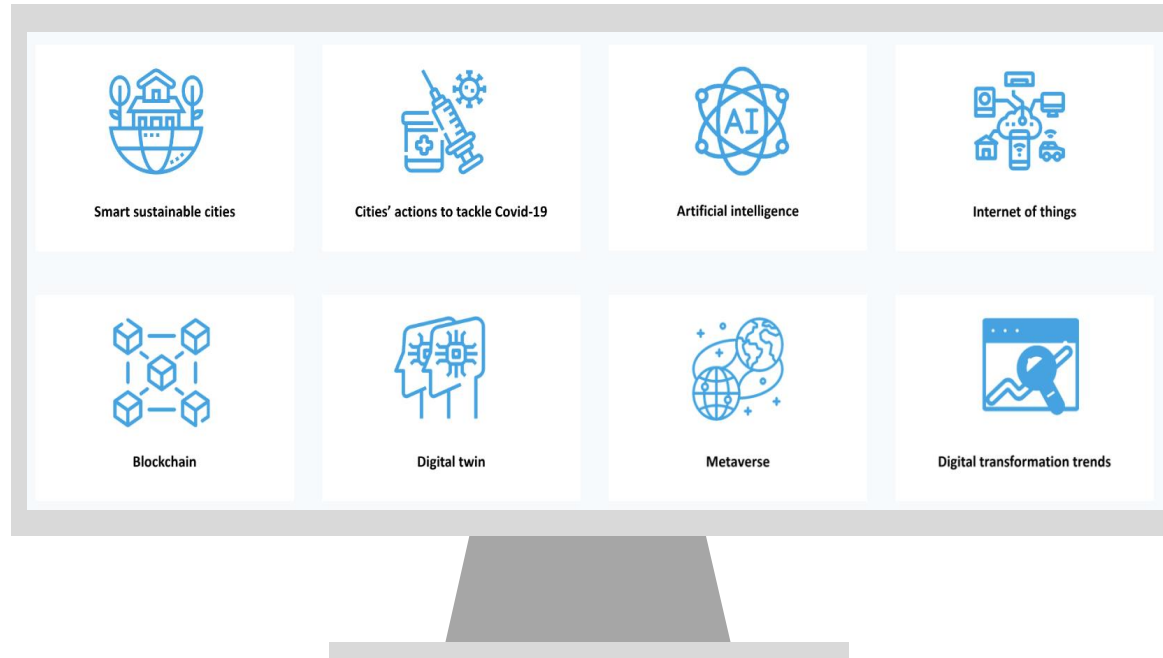 Smart sustainable cities
Cities' actions to tackle Covid-19
AI
Artificial intelligence
Internet of things
Blockchain
Digital twin
Metaverse
Digital transformation trends